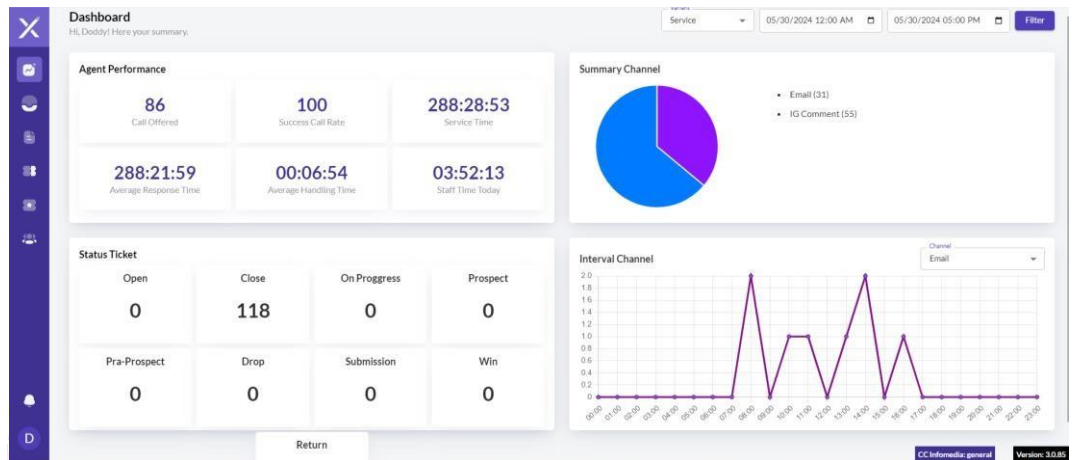 Dashboard
Hi, Doddy! Here your summary.
Service
05/30/2024 12:00 AM
05/30/2024 05:00 PM
Filter
Agent Performance
86
Call Offered
100
Success Call Rate
288:28:53
Service Time
288:21:59
Average Response Time
00:06:54
Average Handling Time
03:52:13
Staff Time Today
Summary Channel
Email (31)
IG Comment (55)
Status Ticket
Open
0
Close
118
On Proggress
0
Prospect
0
Pra-Prospect
0
Drop
0
Submission
0
Win
0
Return
Interval Channel
Channel
Email
2.0
1.8
1.6
1.4
1.2
1.0
0.8
0.6
0.4
0.2
0
00:00 01:00 02:00 03:00 04:00 05:00 06:00 07:00 08:00 09:00 10:00 11:00 12:00 13:00 14:00 15:00 16:00 17:00 18:00 19:00 20:00 21:00 22:00 23:00
D
CC Infomedia: general
Version: 3.0.85